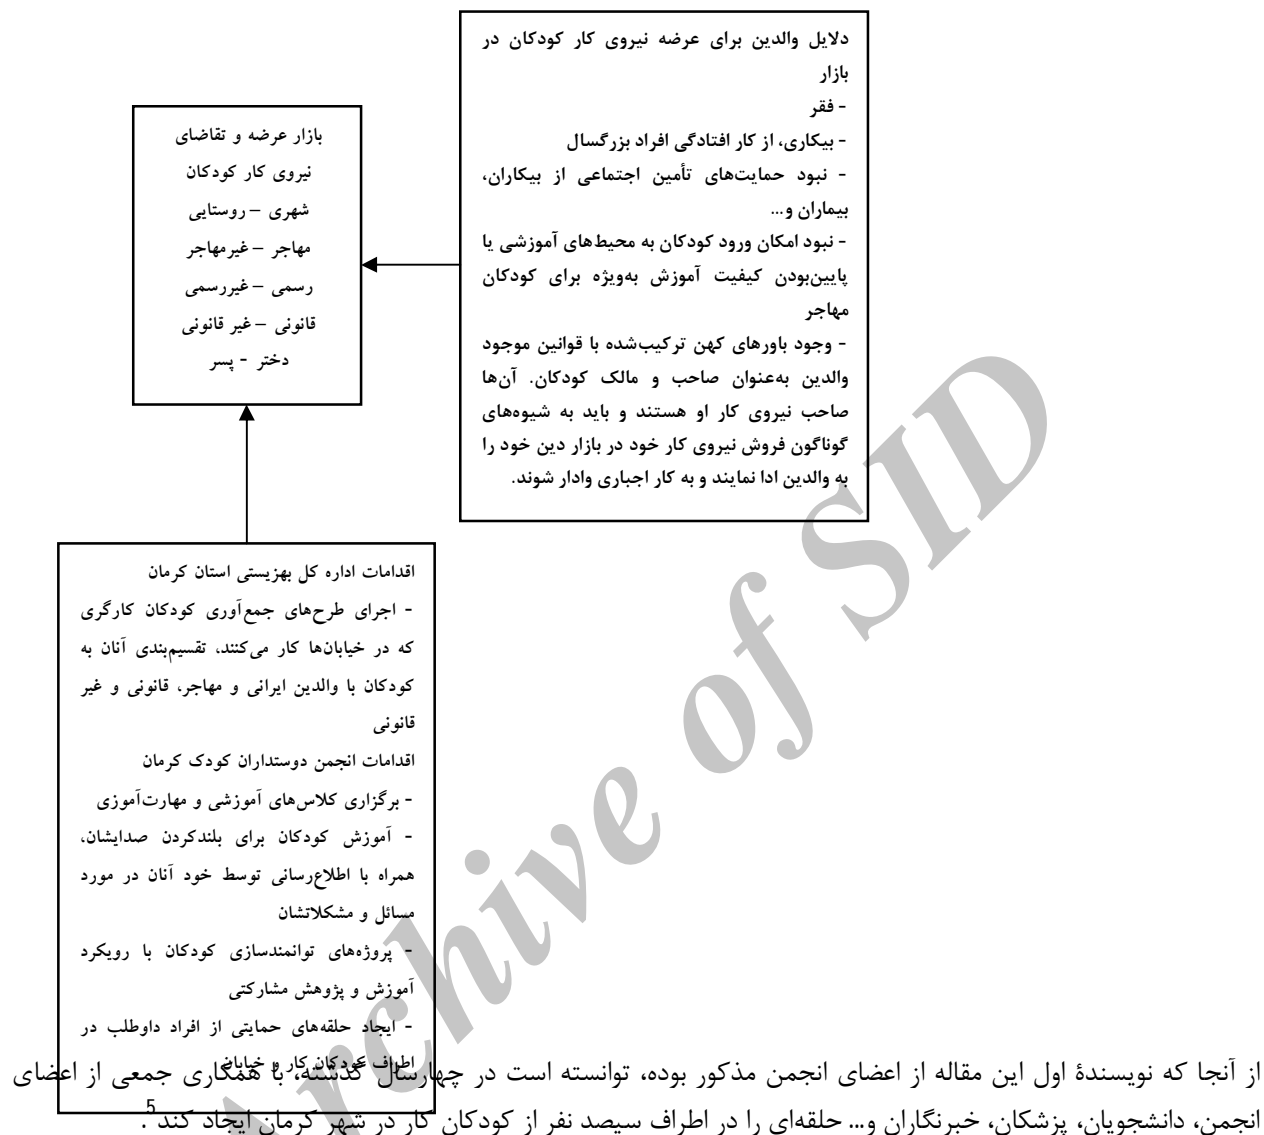 دلایل والدین برای عرضه نیروی کار کودکان در
بازار
- فقر
- بیکاری، از کار افتادگی افراد بزرگسال
- نبود حمایت‌های تأمین اجتماعی از بیکاران،
بیماران و...
- نبود امکان ورود کودکان به محیط‌های آموزشی یا
پایین‌بودن کیفیت آموزش به‌ویژه برای کودکان
مهاجر
- وجود باورهای کهن ترکیب‌شده با قوانین موجود
والدین به‌عنوان صاحب و مالک کودکان. آن‌ها
صاحب نیروی کار او هستند و باید به شیوه‌های
گوناگون فروش نیروی کار خود در بازار دین خود را
به والدین ادا نمایند و به کار اجباری وادار شوند.
بازار عرضه و تقاضای
نیروی کار کودکان
شهری – روستایی
مهاجر – غیرمهاجر
رسمی – غیررسمی
قانونی – غیر قانونی
دختر - پسر
اقدامات اداره کل بهزیستی استان کرمان
- اجرای طرح‌های جمع‌آوری کودکان کارگری
که در خیابان‌ها کار می‌کنند، تقسیم‌بندی آنان به
کودکان با والدین ایرانی و مهاجر، قانونی و غیر
قانونی
اقدامات انجمن دوستداران کودک کرمان
- برگزاری کلاس‌های آموزشی و مهارت‌آموزی
- آموزش کودکان برای بلندکردن صدایشان،
همراه با اطلاع‌رسانی توسط خود آنان در مورد
مسائل و مشکلاتشان
- پروژه‌های توانمندسازی کودکان با رویکرد
آموزش و پژوهش مشارکتی
- ایجاد حلقه‌های حمایتی از افراد داوطلب در
اطراف کودکان کار و خیابان
از آنجا که نویسندهٔ اول این مقاله از اعضای انجمن مذکور بوده، توانسته است در چهارسال گذشته، با همکاری جمعی از اعضای
انجمن، دانشجویان، پزشکان، خبرنگاران و... حلقه‌ای را در اطراف سیصد نفر از کودکان کار در شهر کرمان ایجاد کند5.
Archive of SID